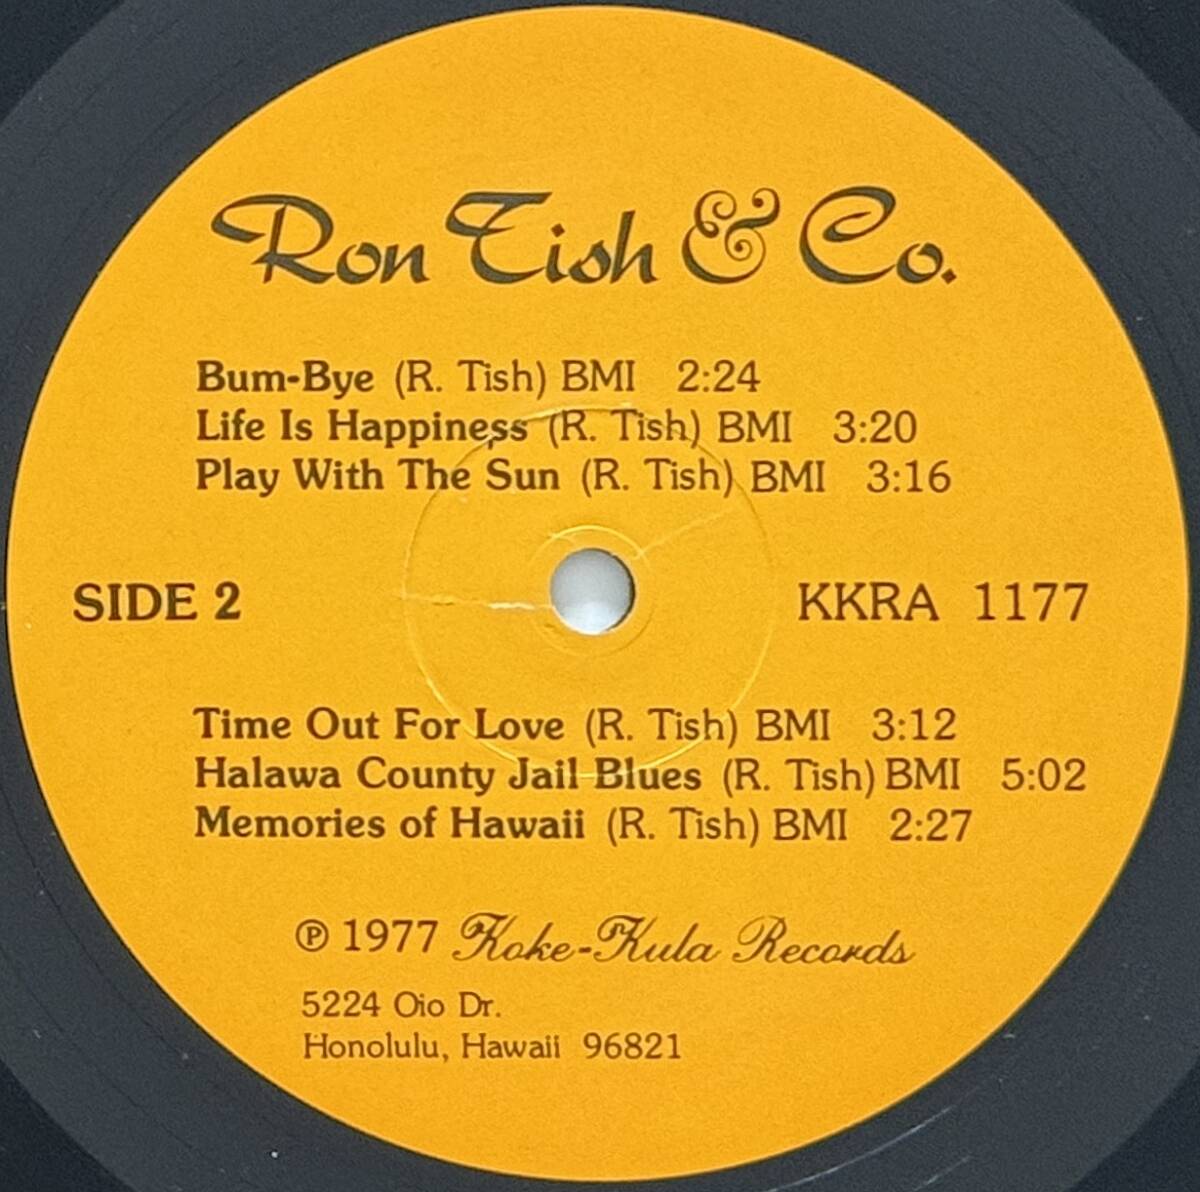 Ron Tish & Co.
Bum-Bye (R. Tish) BMI 2:24
Life Is Happiness (R. Tish) BMI 3:20
Play With The Sun (R. Tish) BMI 3:16
SIDE 2 KKRA 1177
Time Out For Love (R. Tish) BMI 3:12
Halawa County Jail Blues (R. Tish) BMI 5:02
Memories of Hawaii (R. Tish) BMI 2:27
℗ 1977 Koke-Kula Records
5224 Oio Dr.
Honolulu, Hawaii 96821